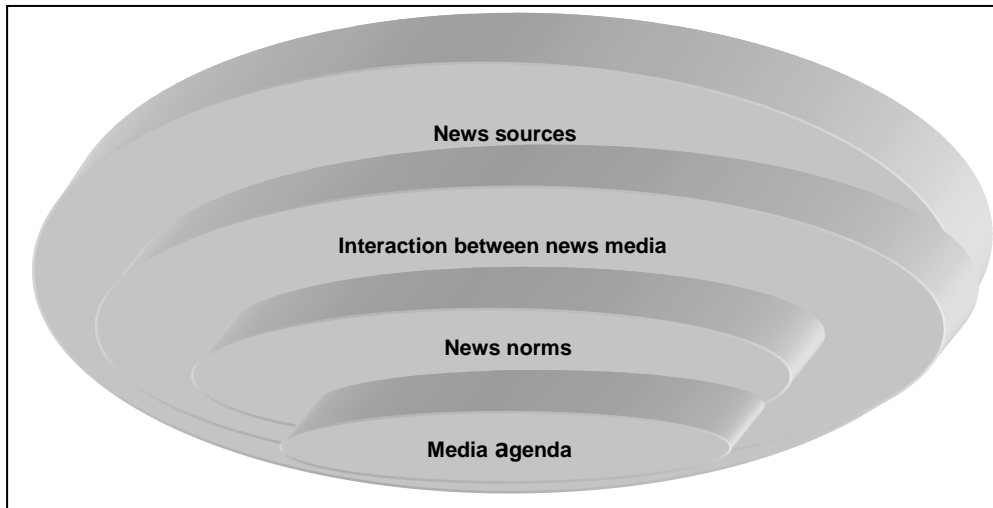 News sources
Interaction between news media
News norms
Media agenda